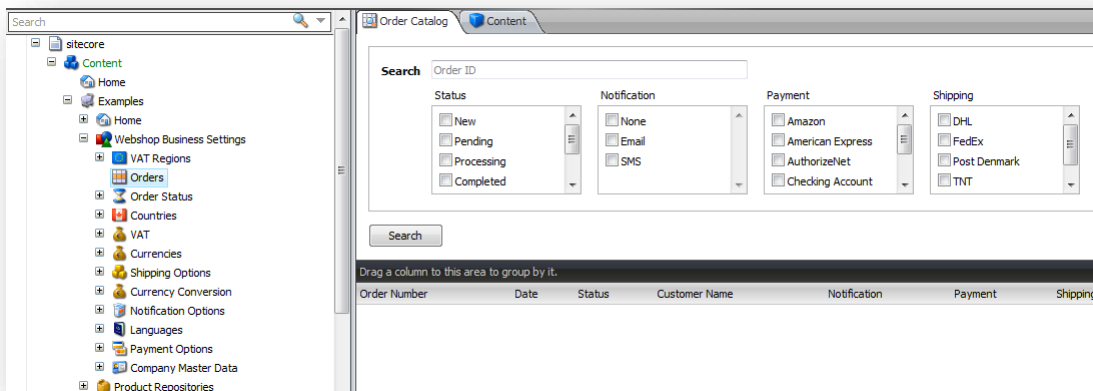 Search
sitecore
Content
Home
Examples
Home
Webshop Business Settings
VAT Regions
Orders
Order Status
Countries
VAT
Currencies
Shipping Options
Currency Conversion
Notification Options
Languages
Payment Options
Company Master Data
Product Repositories
Order Catalog Content
Search Order ID
Status Notification Payment Shipping
New None Amazon DHL
Pending Email American Express FedEx
Processing SMS AuthorizeNet Post Denmark
Completed Checking Account TNT
Search
Drag a column to this area to group by it.
Order Number Date Status Customer Name Notification Payment Shipping